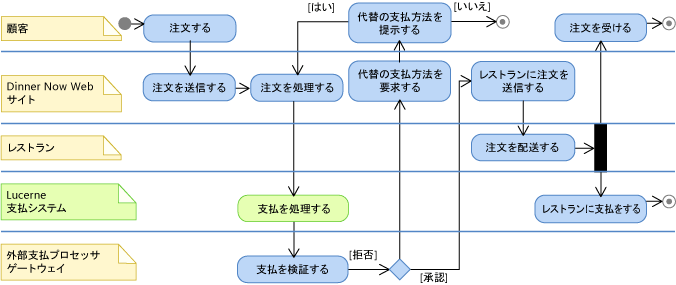 顧客
注文する
[はい]
代替の支払方法を
提示する
[いいえ]
注文を受ける
Dinner Now Web
サイト
注文を送信する
注文を処理する
代替の支払方法を
要求する
レストランに注文を
送信する
レストラン
注文を配送する
Lucerne
支払システム
支払を処理する
レストランに支払をする
外部支払プロセッサ
ゲートウェイ
支払を検証する
[拒否]
[承認]